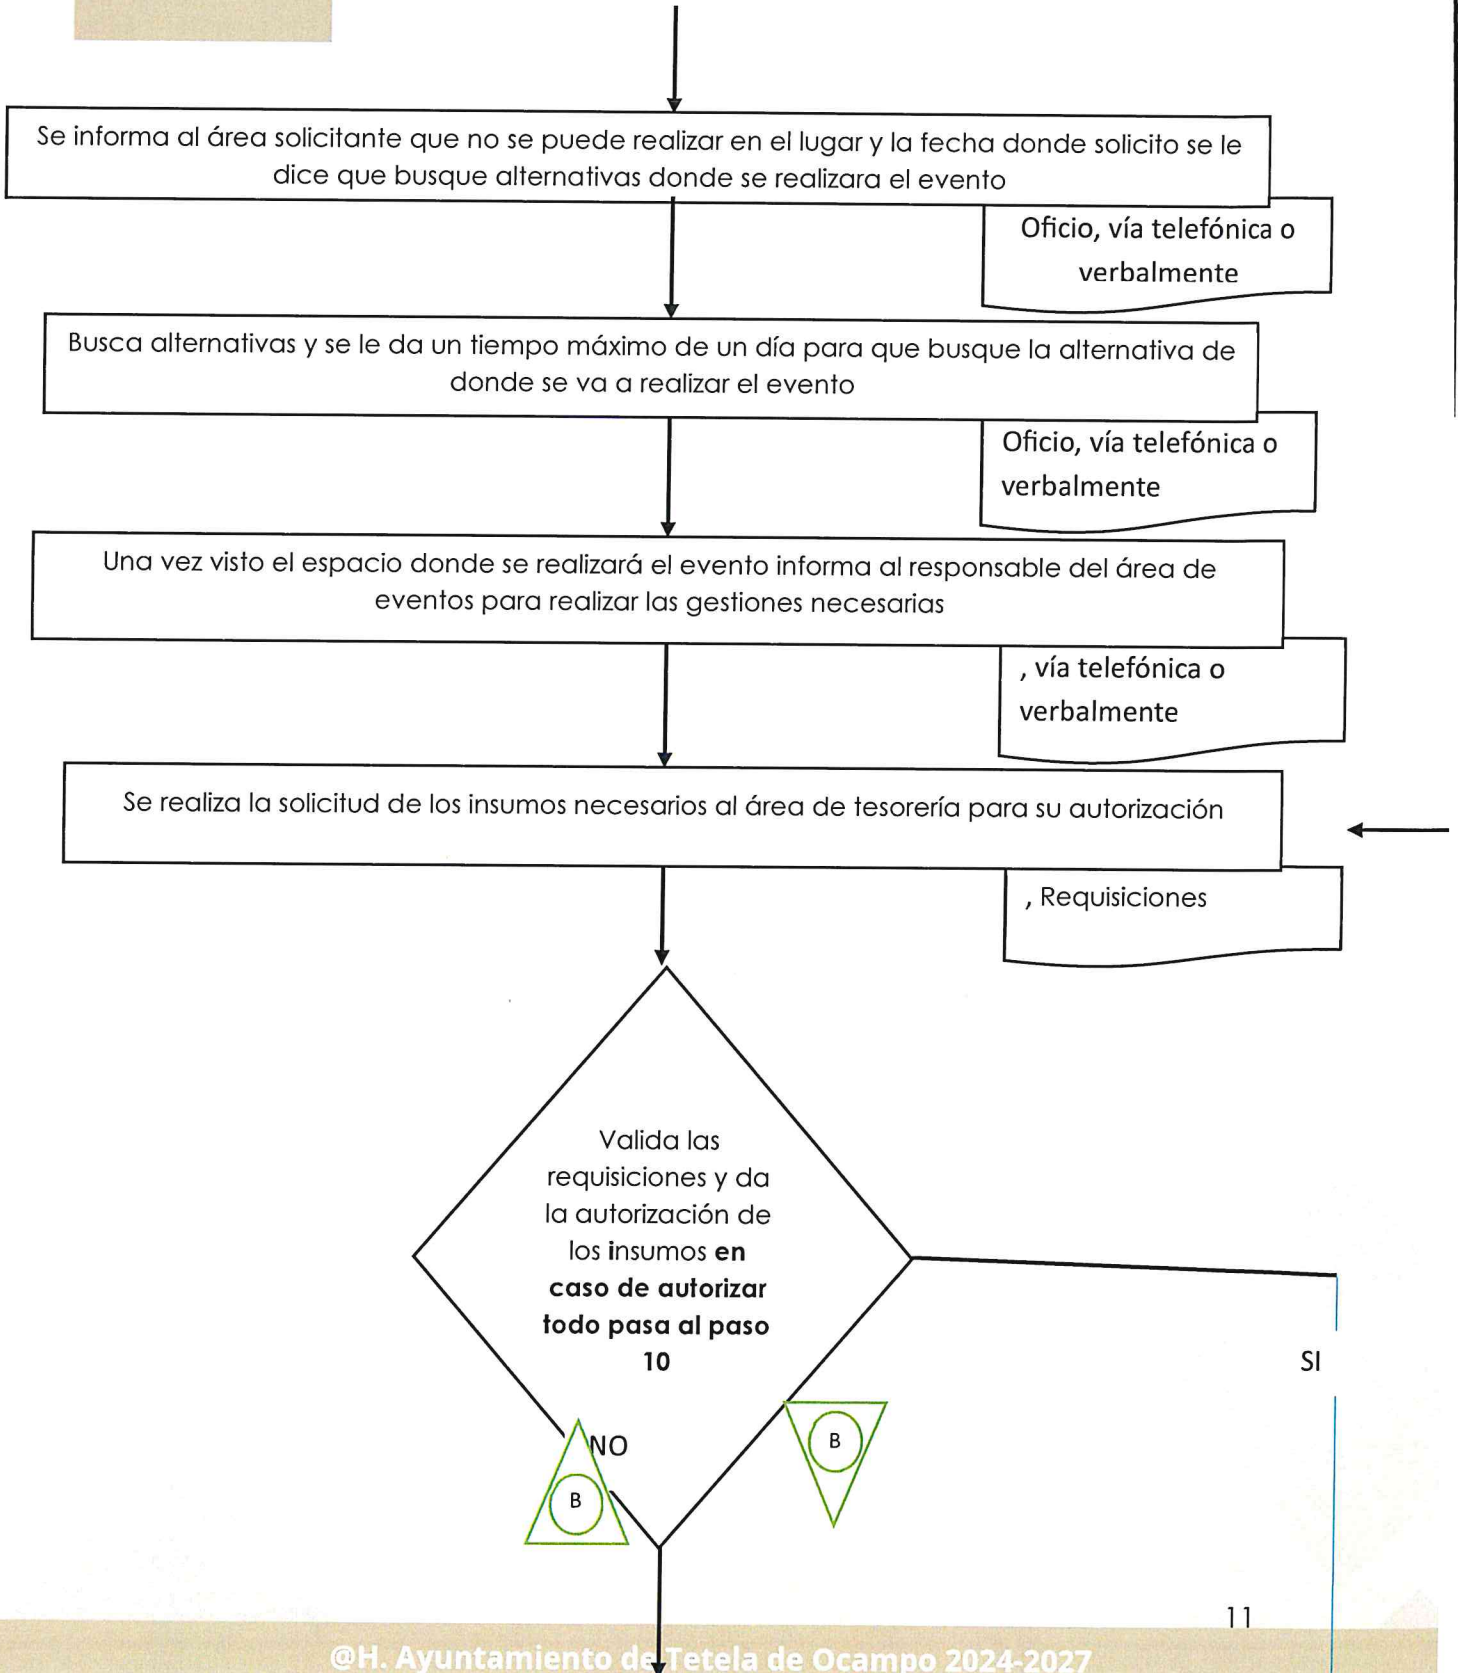 Se informa al área solicitante que no se puede realizar en el lugar y la fecha donde solicito se le
dice que busque alternativas donde se realizara el evento
Oficio, vía telefónica o
verbalmente
Busca alternativas y se le da un tiempo máximo de un día para que busque la alternativa de
donde se va a realizar el evento
Oficio, vía telefónica o
verbalmente
Una vez visto el espacio donde se realizará el evento informa al responsable del área de
eventos para realizar las gestiones necesarias
, vía telefónica o
verbalmente
Se realiza la solicitud de los insumos necesarios al área de tesorería para su autorización
, Requisiciones
Valida las
requisiciones y da
la autorización de
los insumos en
caso de autorizar
todo pasa al paso
10
SI
NO
B
B
11
@H. Ayuntamiento de Tetela de Ocampo 2024-2027